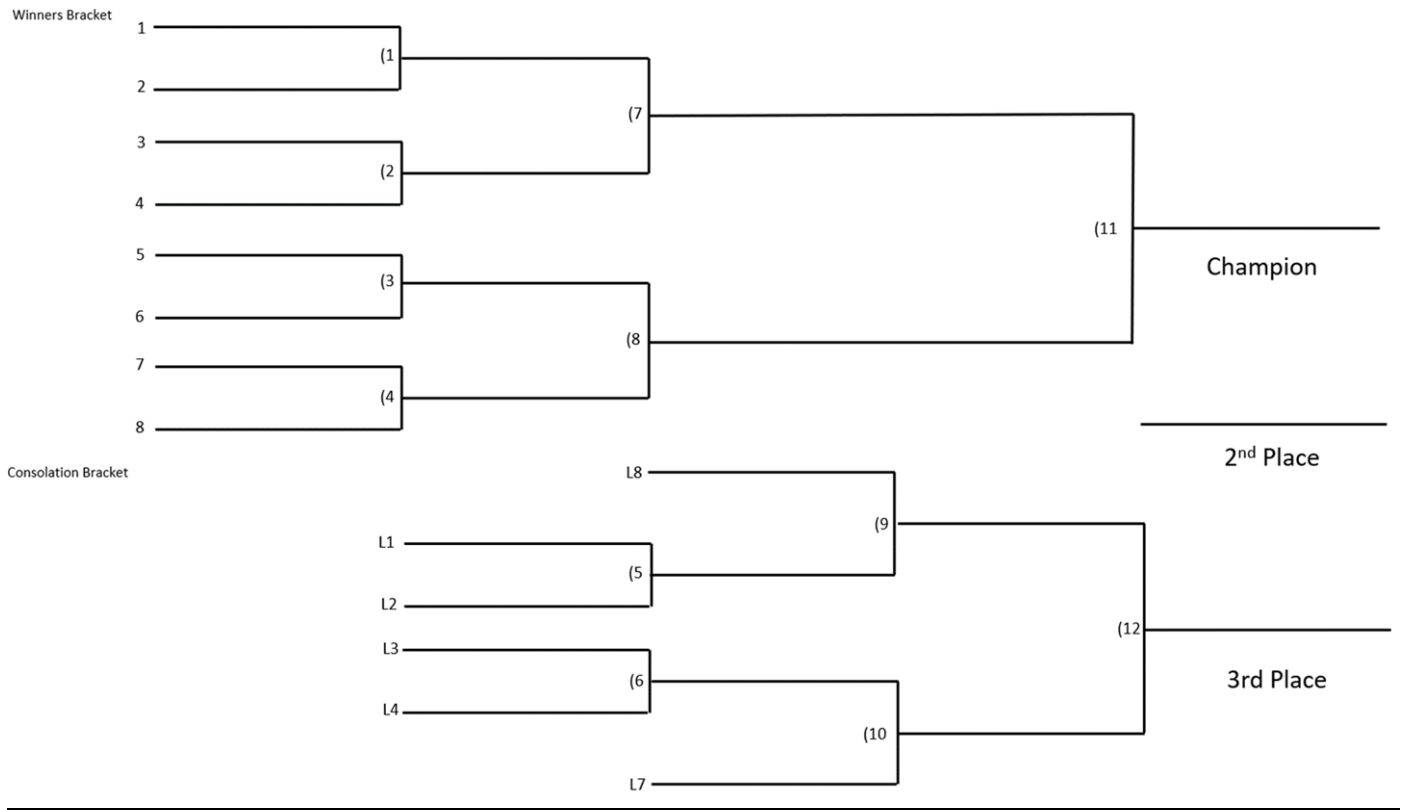 Winners Bracket
1
(1
2
(7
3
(2
4
(11
5
(3
Champion
6
(8
7
(4
8
2nd Place
Consolation Bracket
L8
(9
L1
(5
L2
(12
L3
(6
3rd Place
L4
(10
L7